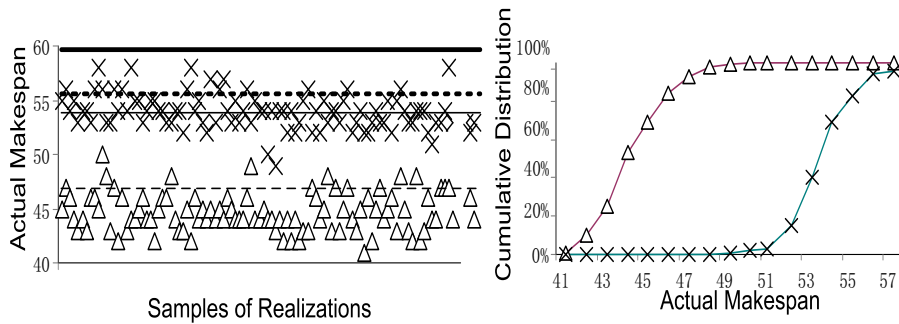 Actual Makespan
60
55
50
45
40
Samples of Realizations
Cumulative Distribution
100%
80%
60%
40%
20%
0%
41 43 45 47 49 51 53 55 57
Actual Makespan